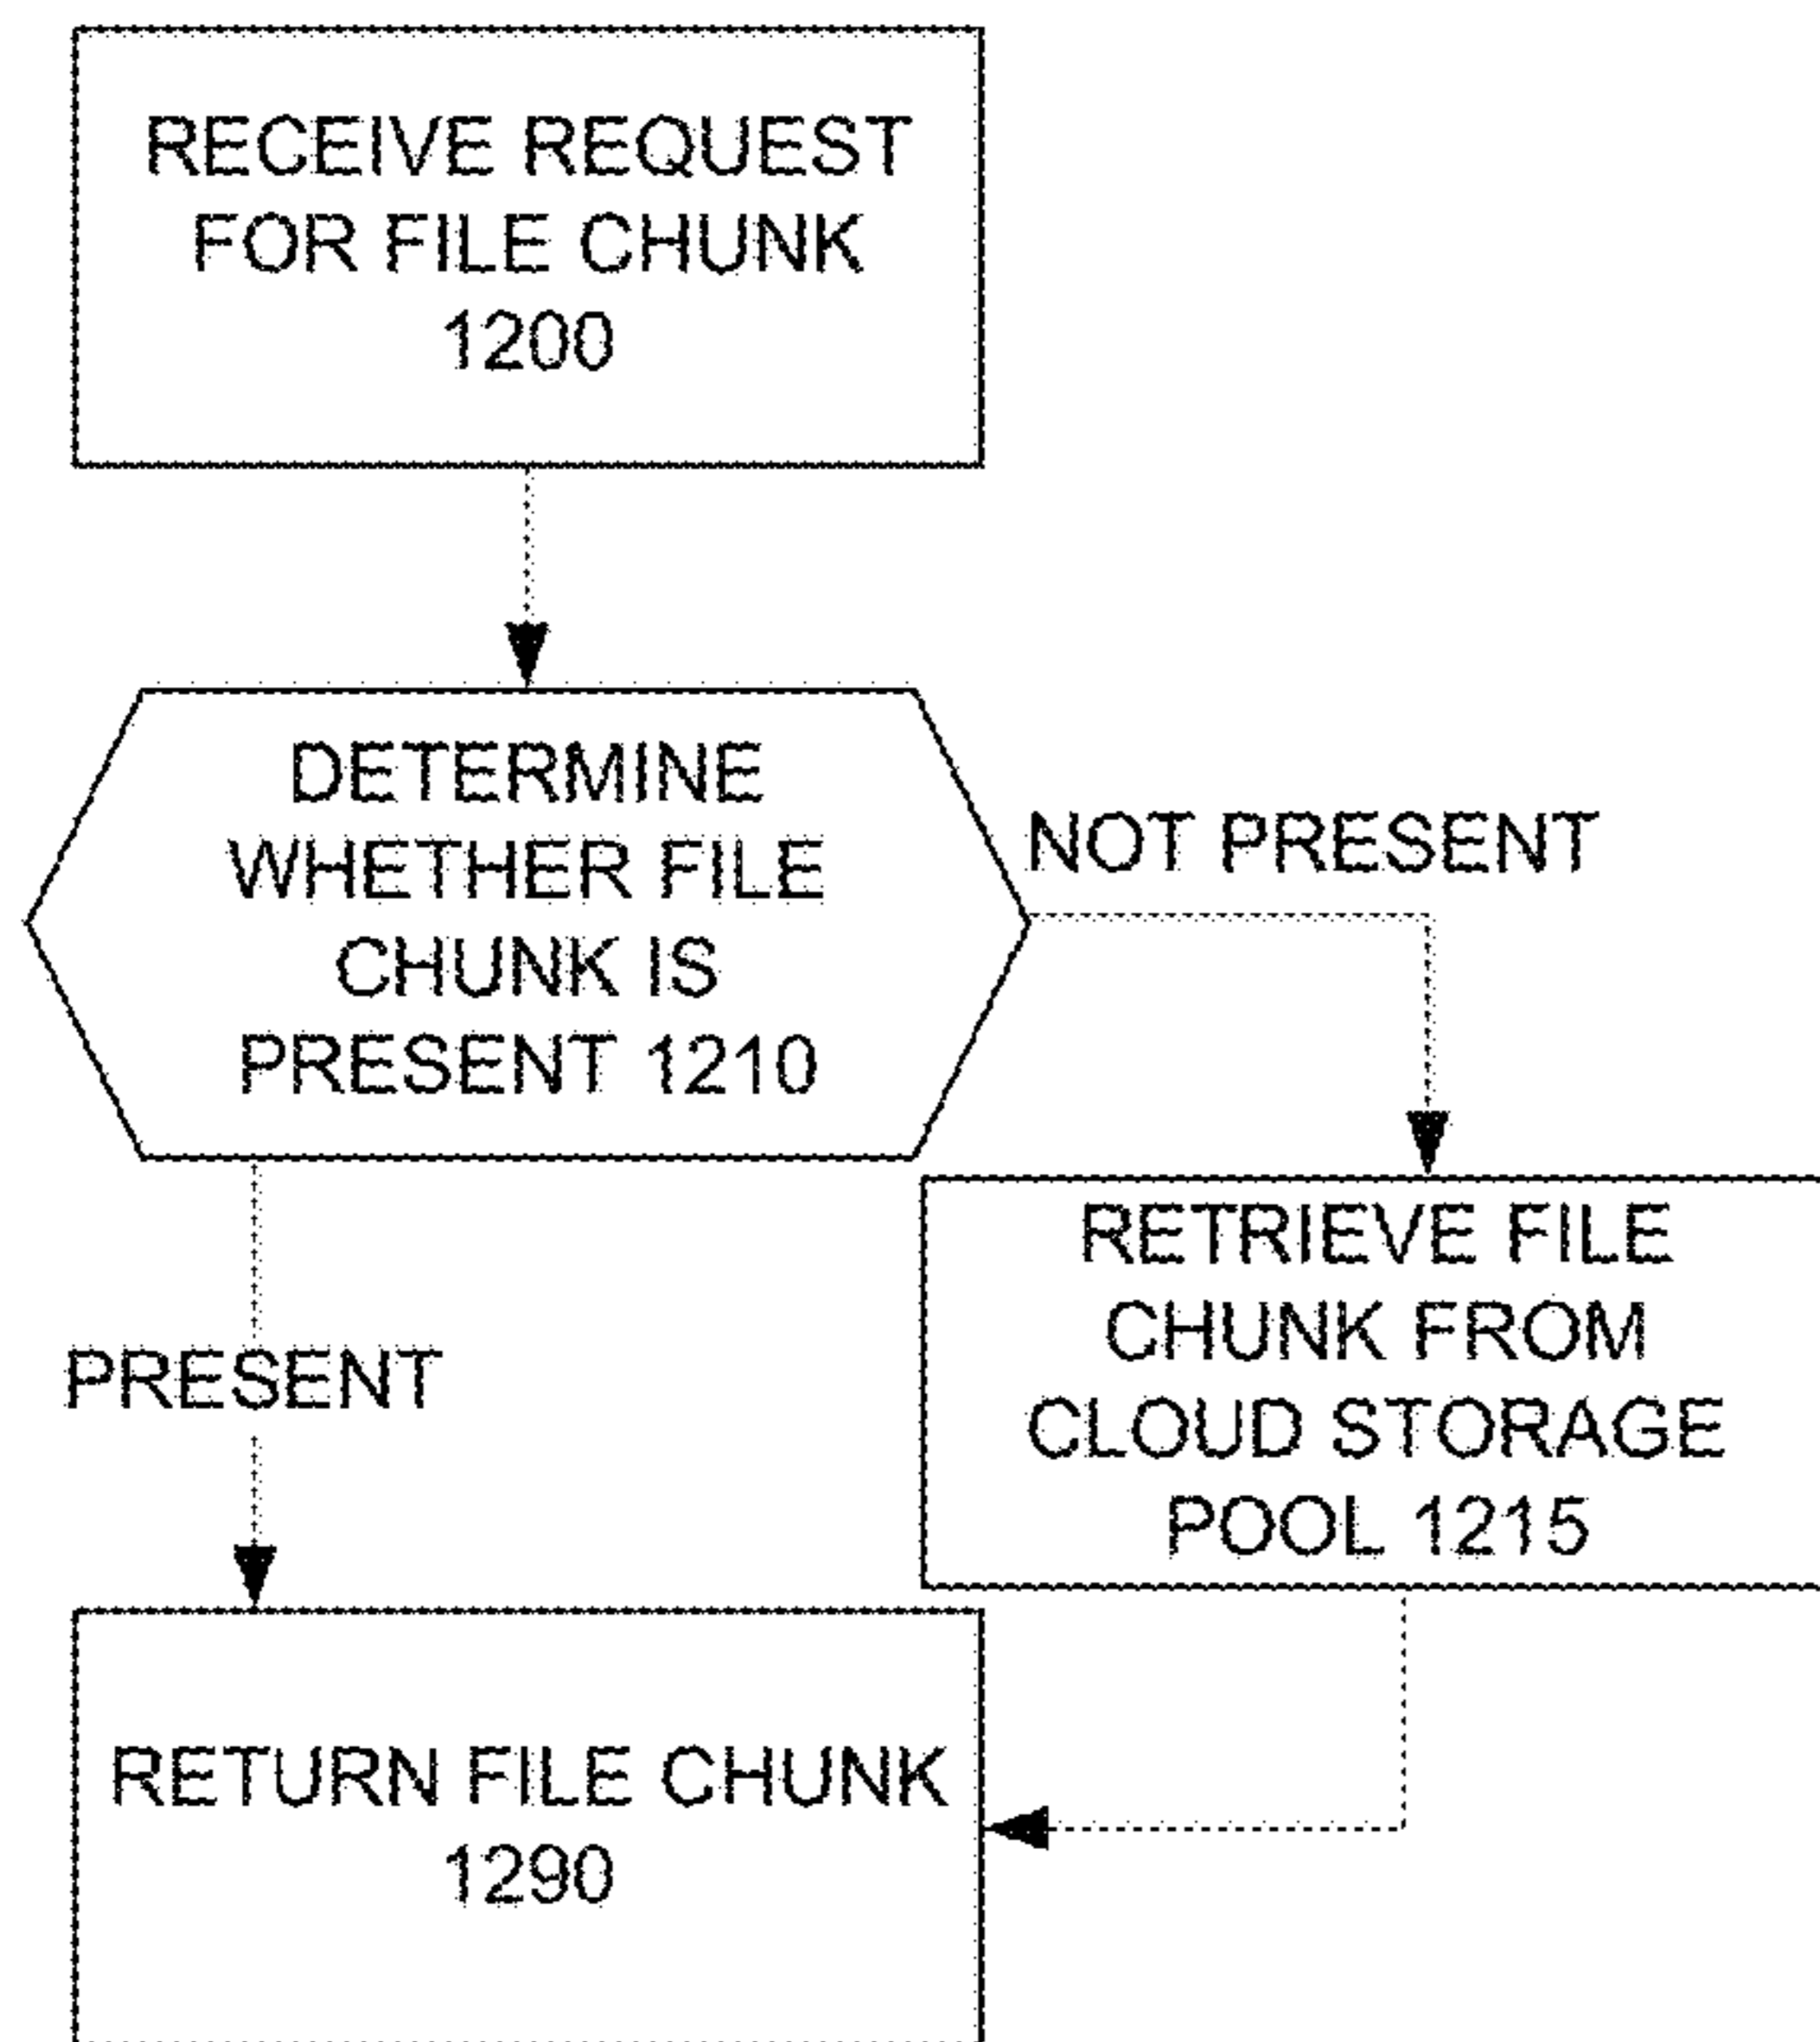 RECEIVE REQUEST
FOR FILE CHUNK
1200
DETERMINE
WHETHER FILE
CHUNK IS
PRESENT 1210
NOT PRESENT
PRESENT
RETRIEVE FILE
CHUNK FROM
CLOUD STORAGE
POOL 1215
RETURN FILE CHUNK
1290